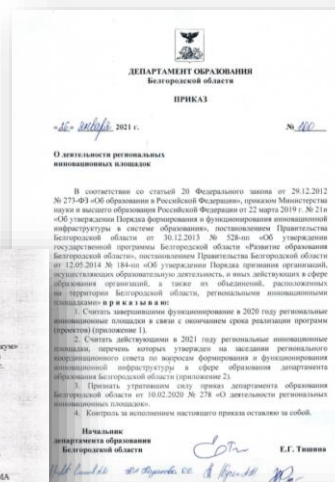 ДЕПАРТАМЕНТ ОБРАЗОВАНИЯ
Белгородской области
ПРИКАЗ
« 26 » января 2021 г. № 100
О деятельности региональных
инновационных площадок
В соответствии со статьей 20 Федерального закона от 29.12.2012
№ 273-ФЗ «Об образовании в Российской Федерации», приказом Министерства
науки и высшего образования Российской Федерации от 22 марта 2019 г. № 21н
«Об утверждении Порядка формирования и функционирования инновационной
инфраструктуры в системе образования», постановлением Правительства
Белгородской области от 30.12.2013 № 528-пп «Об утверждении
государственной программы Белгородской области «Развитие образования
Белгородской области», постановлением Правительства Белгородской области
от 12.05.2014 № 184-пп «Об утверждении Порядка признания организаций,
осуществляющих образовательную деятельность, и иных действующих в сфере
образования организаций, а также их объединений, расположенных
на территории Белгородской области, региональными инновационными
площадками» п р и к а з ы в а ю:
1. Считать завершившими функционирование в 2020 году региональные
инновационные площадки в связи с окончанием срока реализации программ
(проектов) (приложение 1).
2. Считать действующими в 2021 году региональные инновационные
площадки, перечень которых утвержден на заседании регионального
координационного совета по вопросам формирования и функционирования
инновационной инфраструктуры в сфере образования департамента
образования Белгородской области (приложение 2).
3. Признать утратившим силу приказ департамента образования
Белгородской области от 10.02.2020 № 278 «О деятельности региональных
инновационных площадок».
4. Контроль за исполнением настоящего приказа оставляю за собой.
Начальник
департамента образования
Белгородской области Е.Г. Тишина